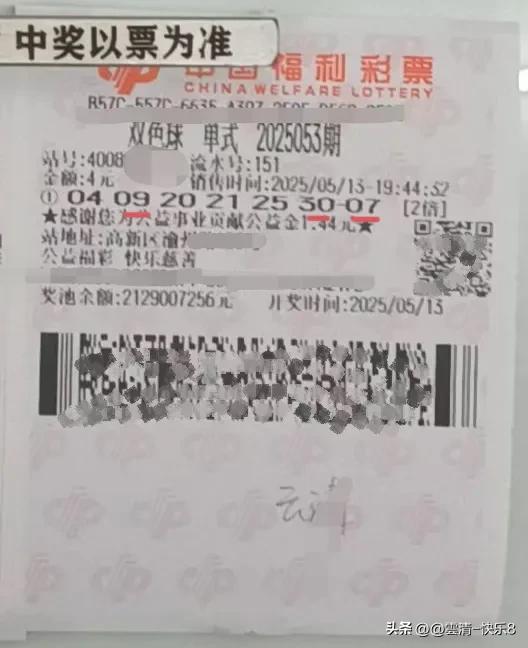 中奖以票为准
中国福利彩票
CHINA WELFARE LOTTERY
双色球 单式 2025053期
站号:4008 流水号:151
金额:4元 销售时间:2025/05/13-19:44:32
① 04 09 20 21 25 30-07 [2倍]
★感谢您为公益事业贡献公益金1.44元★
站地址:高新区渝州
公益福彩 快乐慈善
奖池余额:2129007256元 开奖时间:2025/05/13
云清
头条 @@雲清-快乐8